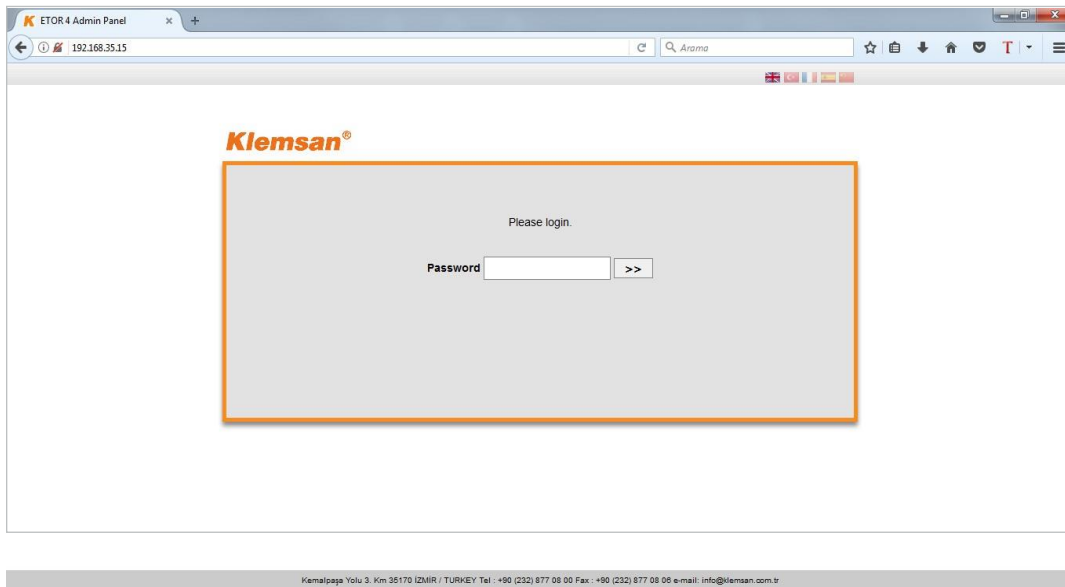 ETOR 4 Admin Panel
192.168.35.15
Arama
Klemsan®
Please login.
Password >>
Kemalpaşa Yolu 3. Km 35170 İZMİR / TURKEY Tel : +90 (232) 877 08 00 Fax : +90 (232) 877 08 06 e-mail: info@klemsan.com.tr